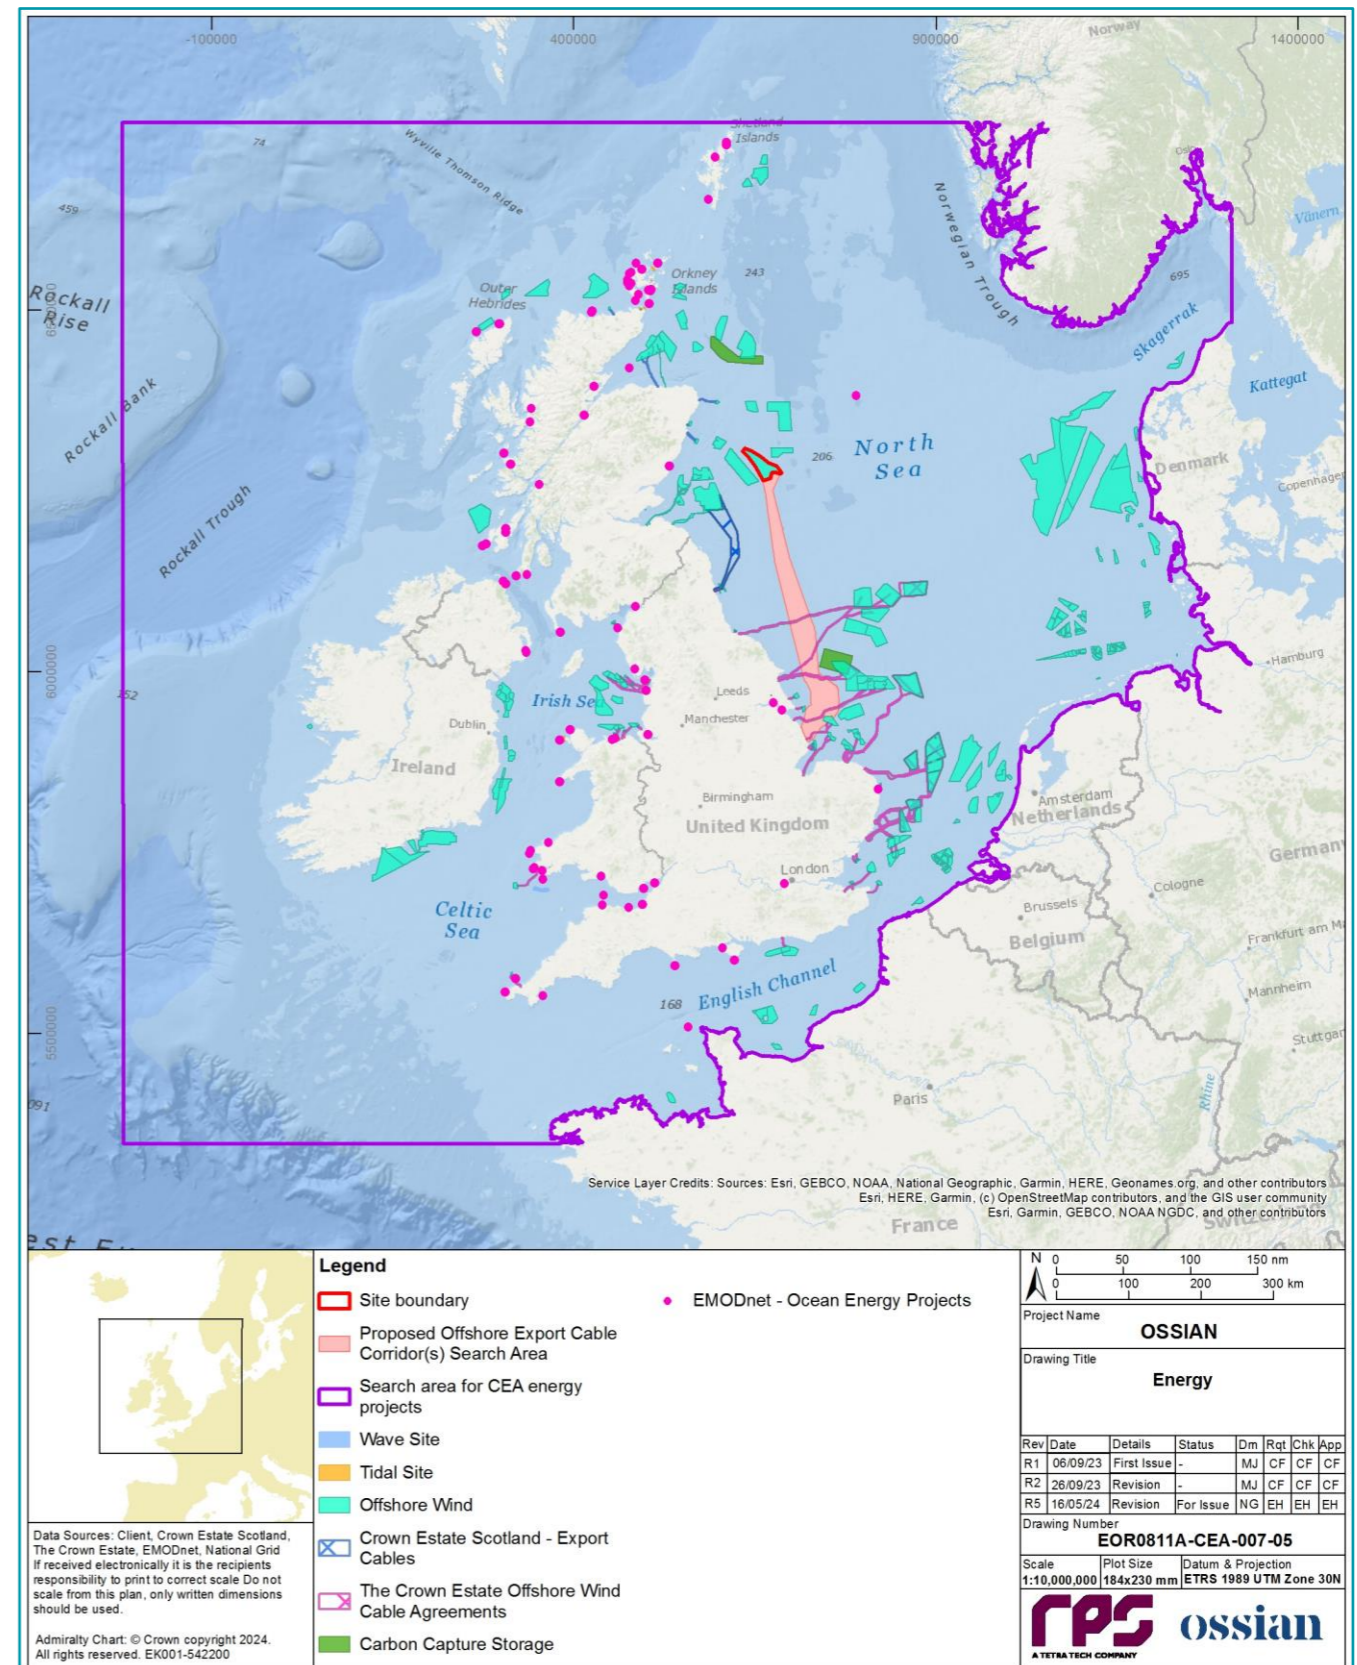 -100000
400000
900000
1400000
Norway
Shetland
Islands
74
Wyville Thomson Ridge
Oslo
459
Norwegian Trough
Vänern
Orkney
Islands
243
695
Outer
Hebrides
Rockall
Rise
Skagerrak
Kattegat
Rockall Bank
North
Sea
206
Denmark
Copenhagen
Rockall Trough
6000000
152
Hamburg
Irish Sea
Leeds
Dublin
Manchester
Ireland
Birmingham
Amsterdam
Netherlands
United Kingdom
German
London
Cologne
Celtic
Sea
Brussels
Belgium
Frankfurt am M
English Channel
168
Mannheim
5500000
Stuttgar
091
Paris
Rhine
Service Layer Credits: Sources: Esri, GEBCO, NOAA, National Geographic, Garmin, HERE, Geonames.org, and other contributors
Esri, HERE, Garmin, (c) OpenStreetMap contributors, and the GIS user community
Esri, Garmin, GEBCO, NOAA NGDC, and other contributors
France
Switzerland
Legend
Site boundary
Proposed Offshore Export Cable
Corridor(s) Search Area
Search area for CEA energy
projects
Wave Site
Tidal Site
Offshore Wind
Crown Estate Scotland - Export
Cables
The Crown Estate Offshore Wind
Cable Agreements
Carbon Capture Storage
EMODnet - Ocean Energy Projects
Data Sources: Client, Crown Estate Scotland,
The Crown Estate, EMODnet, National Grid
If received electronically it is the recipients
responsibility to print to correct scale Do not
scale from this plan, only written dimensions
should be used.
Admiralty Chart: © Crown copyright 2024.
All rights reserved. EK001-542200
N 0 50 100 150 nm
0 100 200 300 km
Project Name
OSSIAN
Drawing Title
Energy
Rev Date Details Status Dm Rqt Chk App
R1 06/09/23 First Issue - MJ CF CF CF
R2 26/09/23 Revision - MJ CF CF CF
R5 16/05/24 Revision For Issue NG EH EH EH
Drawing Number
EOR0811A-CEA-007-05
Scale Plot Size Datum & Projection
1:10,000,000 184x230 mm ETRS 1989 UTM Zone 30N
rps ossian
A TETRA TECH COMPANY